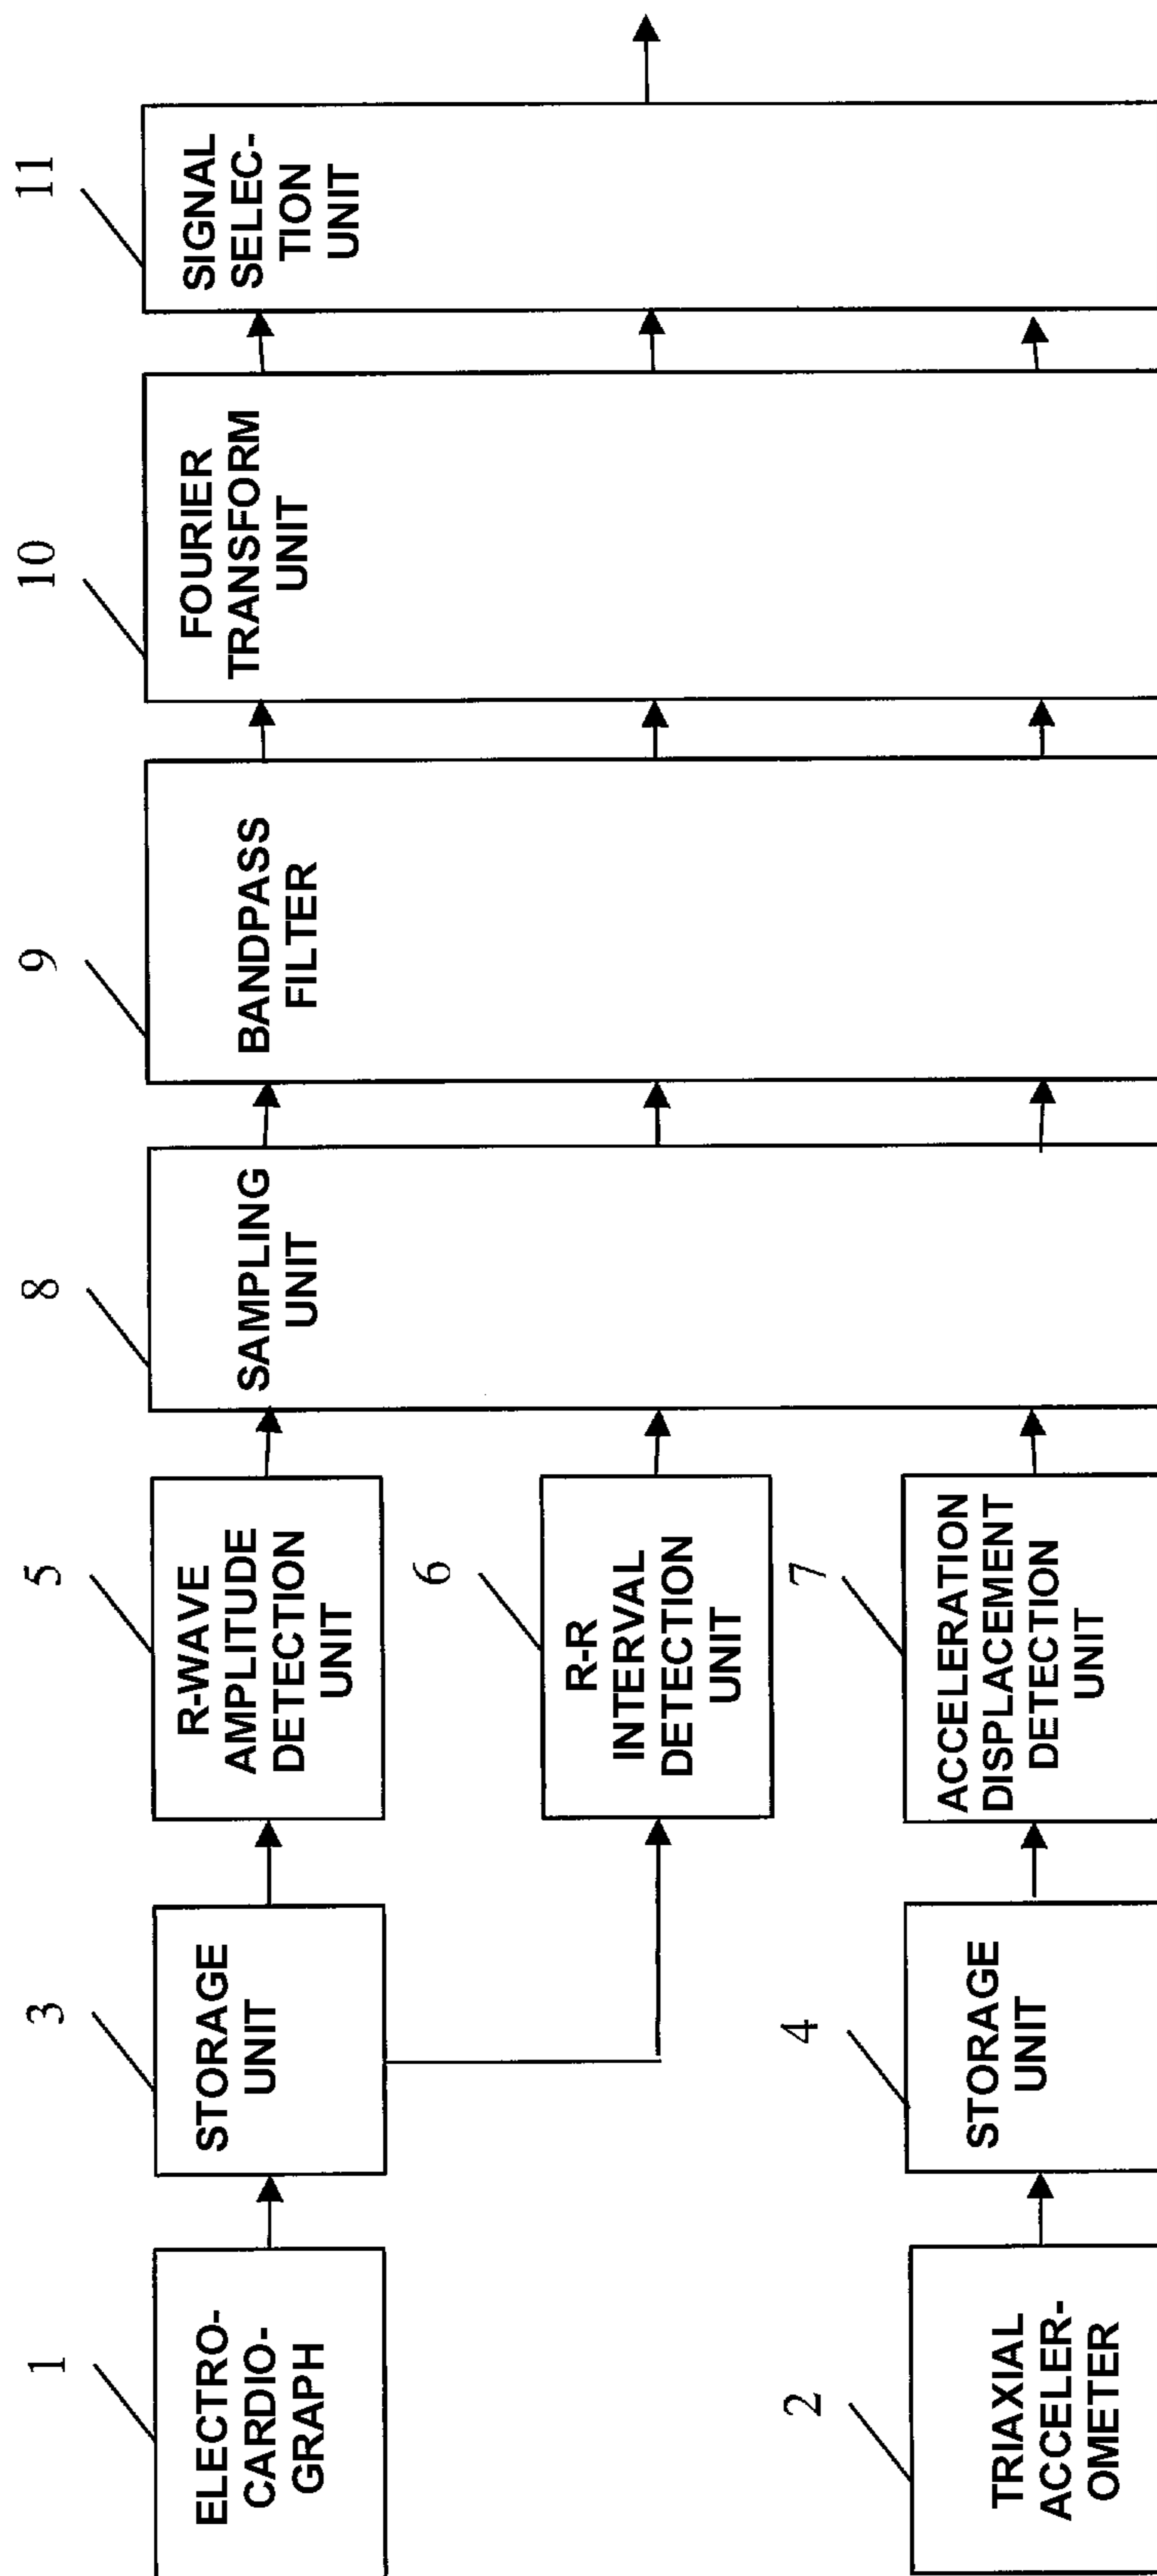 1
ELECTRO-
CARDIO-
GRAPH
3
STORAGE
UNIT
5
R-WAVE
AMPLITUDE
DETECTION
UNIT
6
R-R
INTERVAL
DETECTION
UNIT
2
TRIAXIAL
ACCELER-
OMETER
4
STORAGE
UNIT
7
ACCELERATION
DISPLACEMENT
DETECTION
UNIT
8
SAMPLING
UNIT
9
BANDPASS
FILTER
10
FOURIER
TRANSFORM
UNIT
11
SIGNAL
SELEC-
TION
UNIT